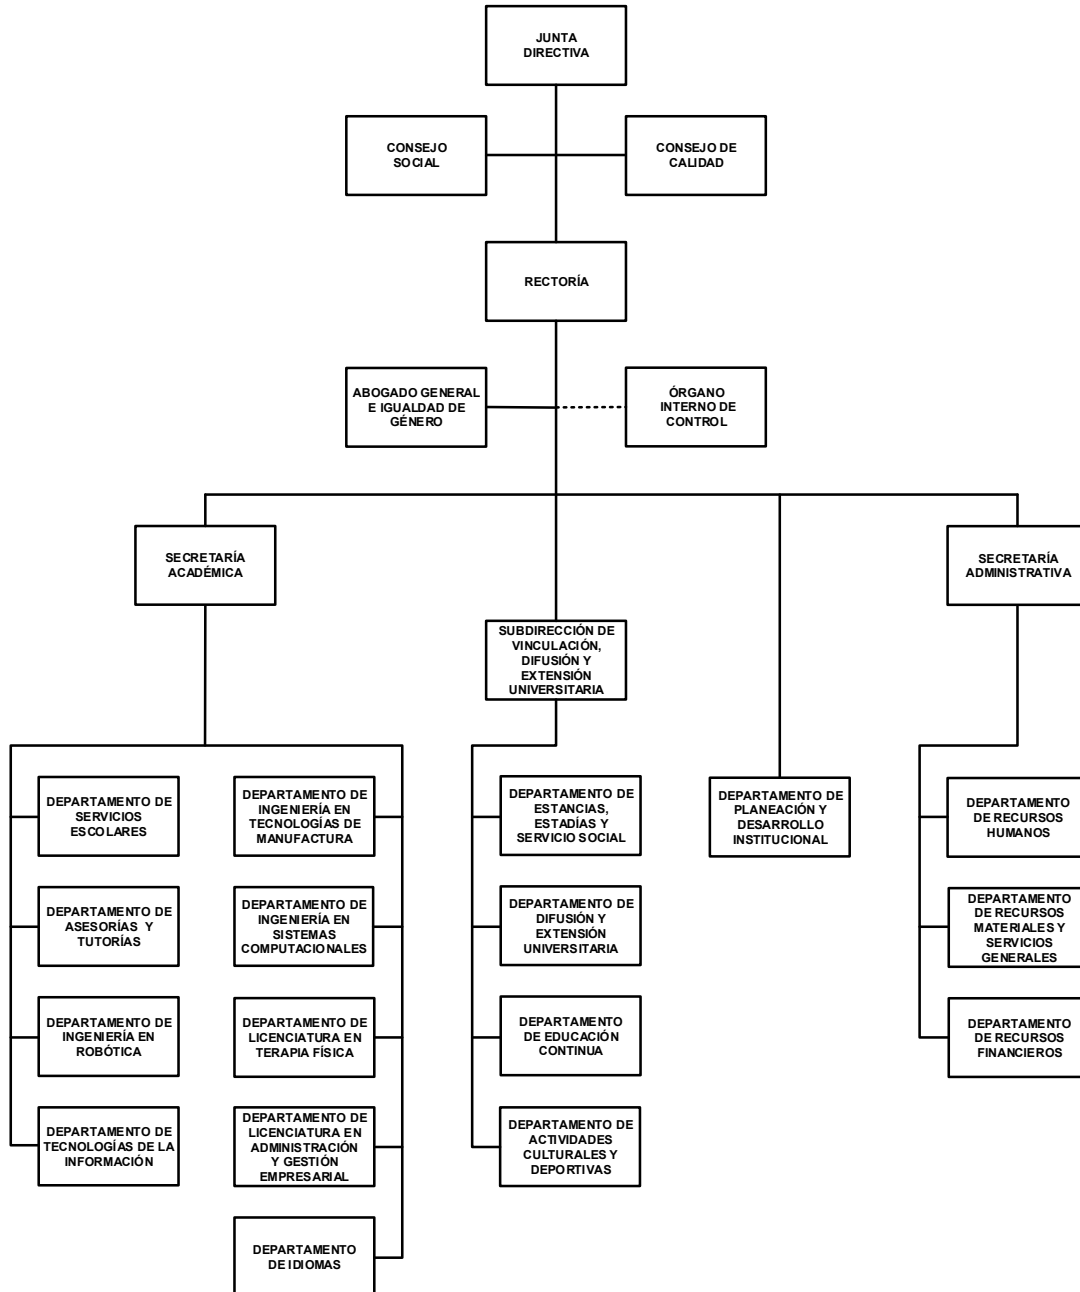 JUNTA
DIRECTIVA
CONSEJO
SOCIAL
CONSEJO DE
CALIDAD
RECTORÍA
ABOGADO GENERAL
E IGUALDAD DE
GÉNERO
ÓRGANO
INTERNO DE
CONTROL
SECRETARÍA
ACADÉMICA
SECRETARÍA
ADMINISTRATIVA
SUBDIRECCIÓN DE
VINCULACIÓN,
DIFUSIÓN Y
EXTENSIÓN
UNIVERSITARIA
DEPARTAMENTO DE
SERVICIOS
ESCOLARES
DEPARTAMENTO DE
INGENIERÍA EN
TECNOLOGÍAS DE
MANUFACTURA
DEPARTAMENTO DE
ESTANCIAS,
ESTADÍAS Y
SERVICIO SOCIAL
DEPARTAMENTO DE
PLANEACIÓN Y
DESARROLLO
INSTITUCIONAL
DEPARTAMENTO
DE RECURSOS
HUMANOS
DEPARTAMENTO DE
ASESORÍAS Y
TUTORÍAS
DEPARTAMENTO DE
INGENIERÍA EN
SISTEMAS
COMPUTACIONALES
DEPARTAMENTO DE
DIFUSIÓN Y
EXTENSIÓN
UNIVERSITARIA
DEPARTAMENTO
DE RECURSOS
MATERIALES Y
SERVICIOS
GENERALES
DEPARTAMENTO DE
INGENIERÍA EN
ROBÓTICA
DEPARTAMENTO DE
LICENCIATURA EN
TERAPIA FÍSICA
DEPARTAMENTO
DE EDUCACIÓN
CONTINUA
DEPARTAMENTO
DE RECURSOS
FINANCIEROS
DEPARTAMENTO DE
TECNOLOGÍAS DE LA
INFORMACIÓN
DEPARTAMENTO DE
LICENCIATURA EN
ADMINISTRACIÓN
Y GESTIÓN
EMPRESARIAL
DEPARTAMENTO DE
ACTIVIDADES
CULTURALES Y
DEPORTIVAS
DEPARTAMENTO
DE IDIOMAS